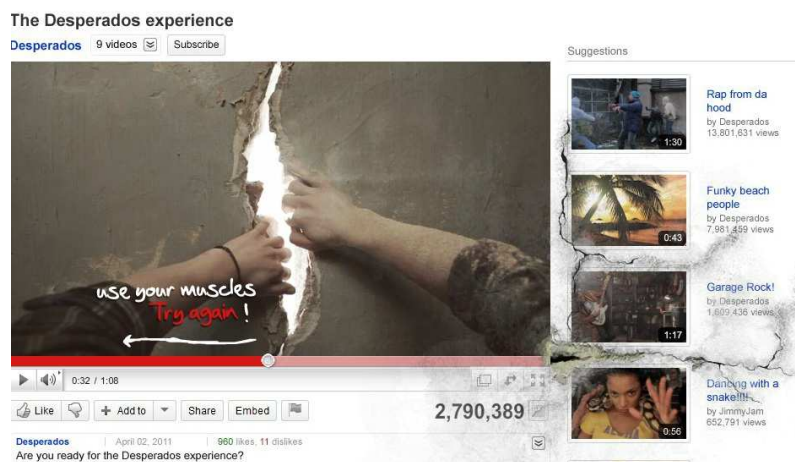 The Desperados experience
Desperados 9 videos Subscribe
Suggestions
use your muscles
Try again!
0:32 / 1:08
Like Add to Share Embed 2,790,389
Desperados April 02, 2011 960 likes, 11 dislikes
Are you ready for the Desperados experience?
1:30
Rap from da
hood
by Desperados
13,801,631 views
0:43
Funky beach
people
by Desperados
7,981,459 views
1:17
Garage Rock!
by Desperados
1,609,436 views
0:56
Dancing with a
snake!!!!
by JimmyJam
652,791 views